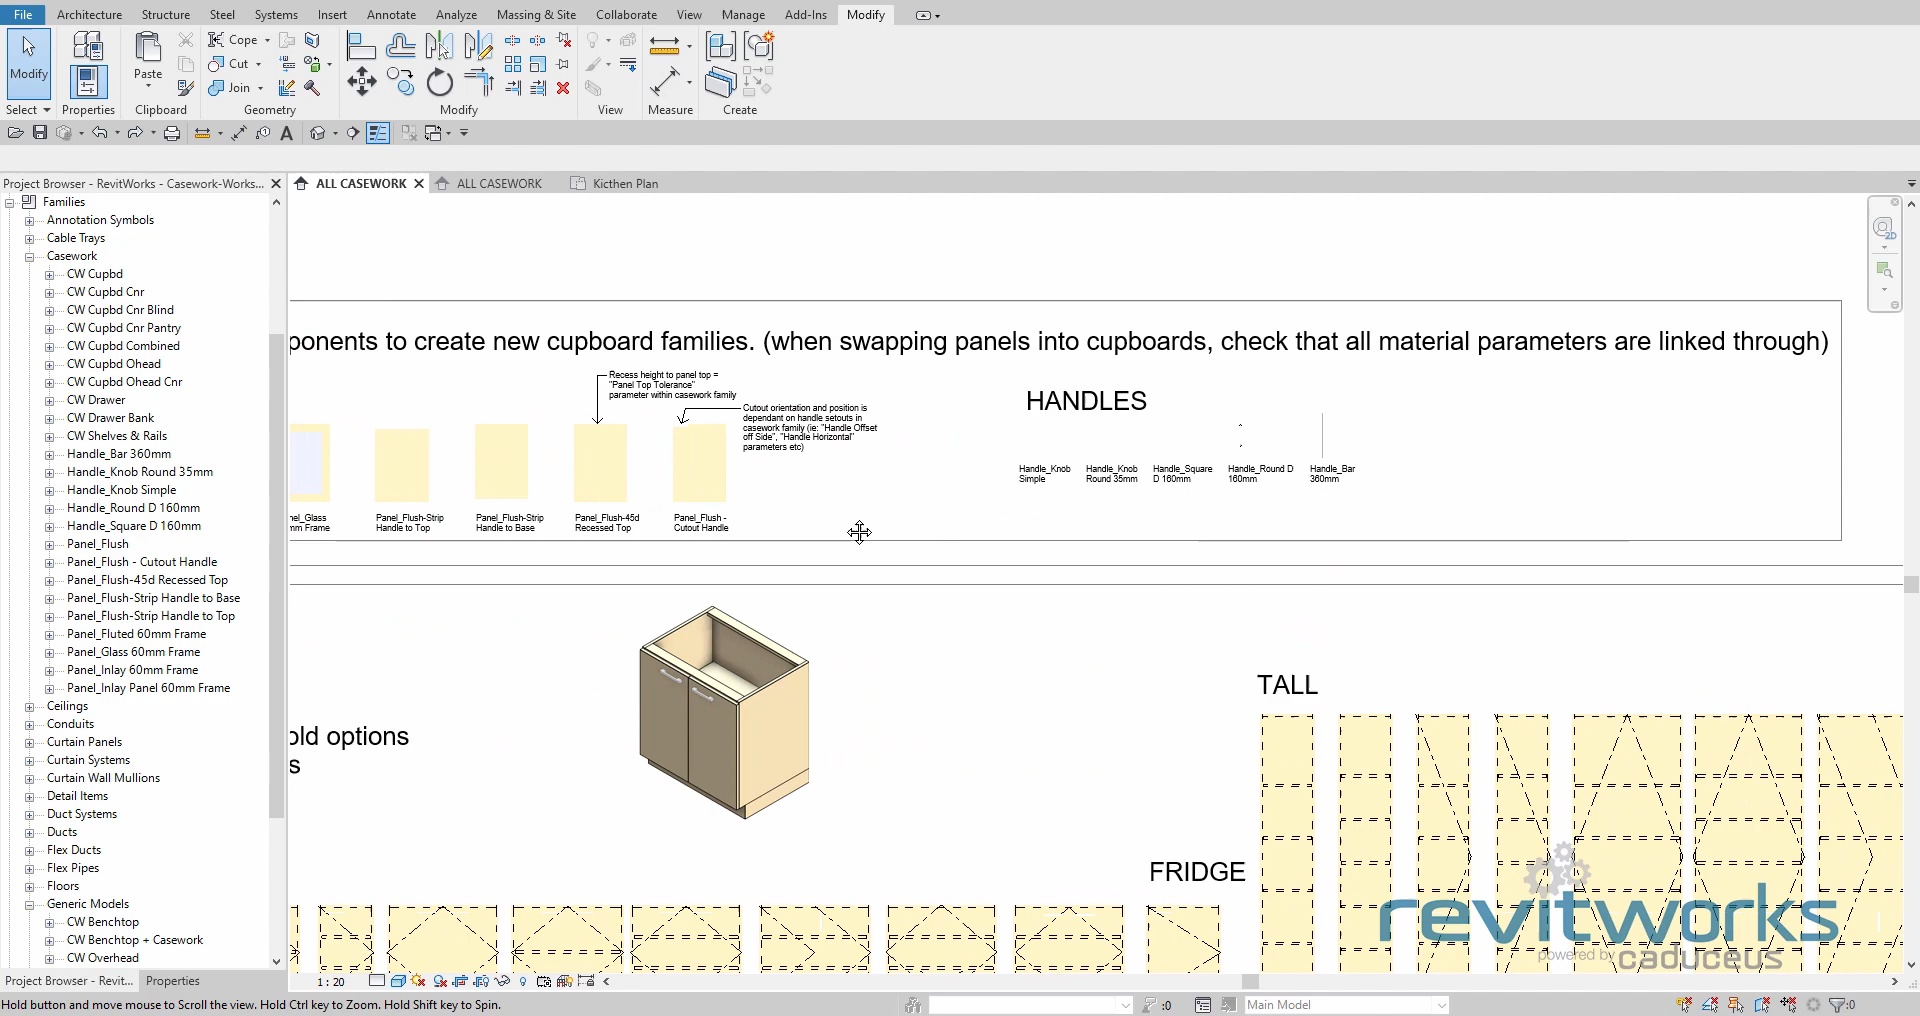 File
Architecture
Structure
Steel
Systems
Insert
Annotate
Analyze
Massing & Site
Collaborate
View
Manage
Add-Ins
Modify
Modify
Paste
Cope
Cut
Join
Select
Properties
Clipboard
Geometry
Modify
View
Measure
Create
Project Browser - RevitWorks - Casework-Works...
ALL CASEWORK
ALL CASEWORK
Kicthen Plan
Families
Annotation Symbols
Cable Trays
Casework
CW Cupbd
CW Cupbd Cnr
CW Cupbd Cnr Blind
CW Cupbd Cnr Pantry
CW Cupbd Combined
CW Cupbd Ohead
CW Cupbd Ohead Cnr
CW Drawer
CW Drawer Bank
CW Shelves & Rails
Handle_Bar 360mm
Handle_Knob Round 35mm
Handle_Knob Simple
Handle_Round D 160mm
Handle_Square D 160mm
Panel_Flush
Panel_Flush - Cutout Handle
Panel_Flush-45d Recessed Top
Panel_Flush-Strip Handle to Base
Panel_Flush-Strip Handle to Top
Panel_Fluted 60mm Frame
Panel_Glass 60mm Frame
Panel_Inlay 60mm Frame
Panel_Inlay Panel 60mm Frame
Ceilings
Conduits
Curtain Panels
Curtain Systems
Curtain Wall Mullions
Detail Items
Duct Systems
Ducts
Flex Ducts
Flex Pipes
Floors
Generic Models
CW Benchtop
CW Benchtop + Casework
CW Overhead
Project Browser - Revit...
Properties
ponents to create new cupboard families. (when swapping panels into cupboards, check that all material parameters are linked through)
Recess height to panel top =
"Panel Top Tolerance"
parameter within casework family
Cutout orientation and position is
dependant on handle setouts in
casework family (ie: "Handle Offset
off Side", "Handle Horizontal"
parameters etc)
HANDLES
Handle_Knob
Simple
Handle_Knob
Round 35mm
Handle_Square
D 160mm
Handle_Round D
160mm
Handle_Bar
360mm
nel_Glass
mm Frame
Panel_Flush-Strip
Handle to Top
Panel_Flush-Strip
Handle to Base
Panel_Flush-45d
Recessed Top
Panel_Flush -
Cutout Handle
old options
s
TALL
FRIDGE
revitworks
powered by caduceus
2D
1 : 20
Hold button and move mouse to Scroll the view. Hold Ctrl key to Zoom. Hold Shift key to Spin.
:0
Main Model
:0